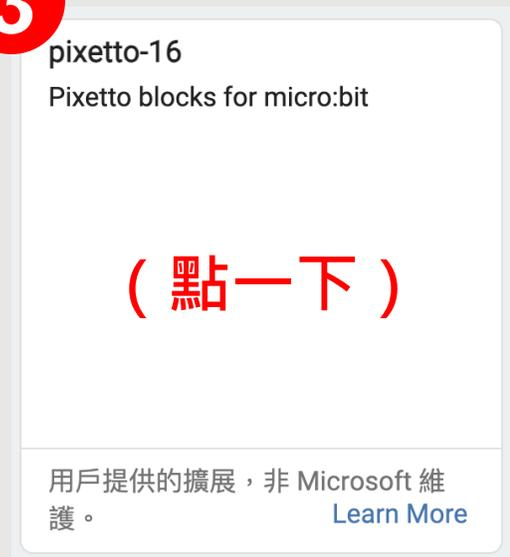 3
pixetto-16
Pixetto blocks for micro:bit
（點一下）
用戶提供的擴展，非 Microsoft 維
護。
Learn More